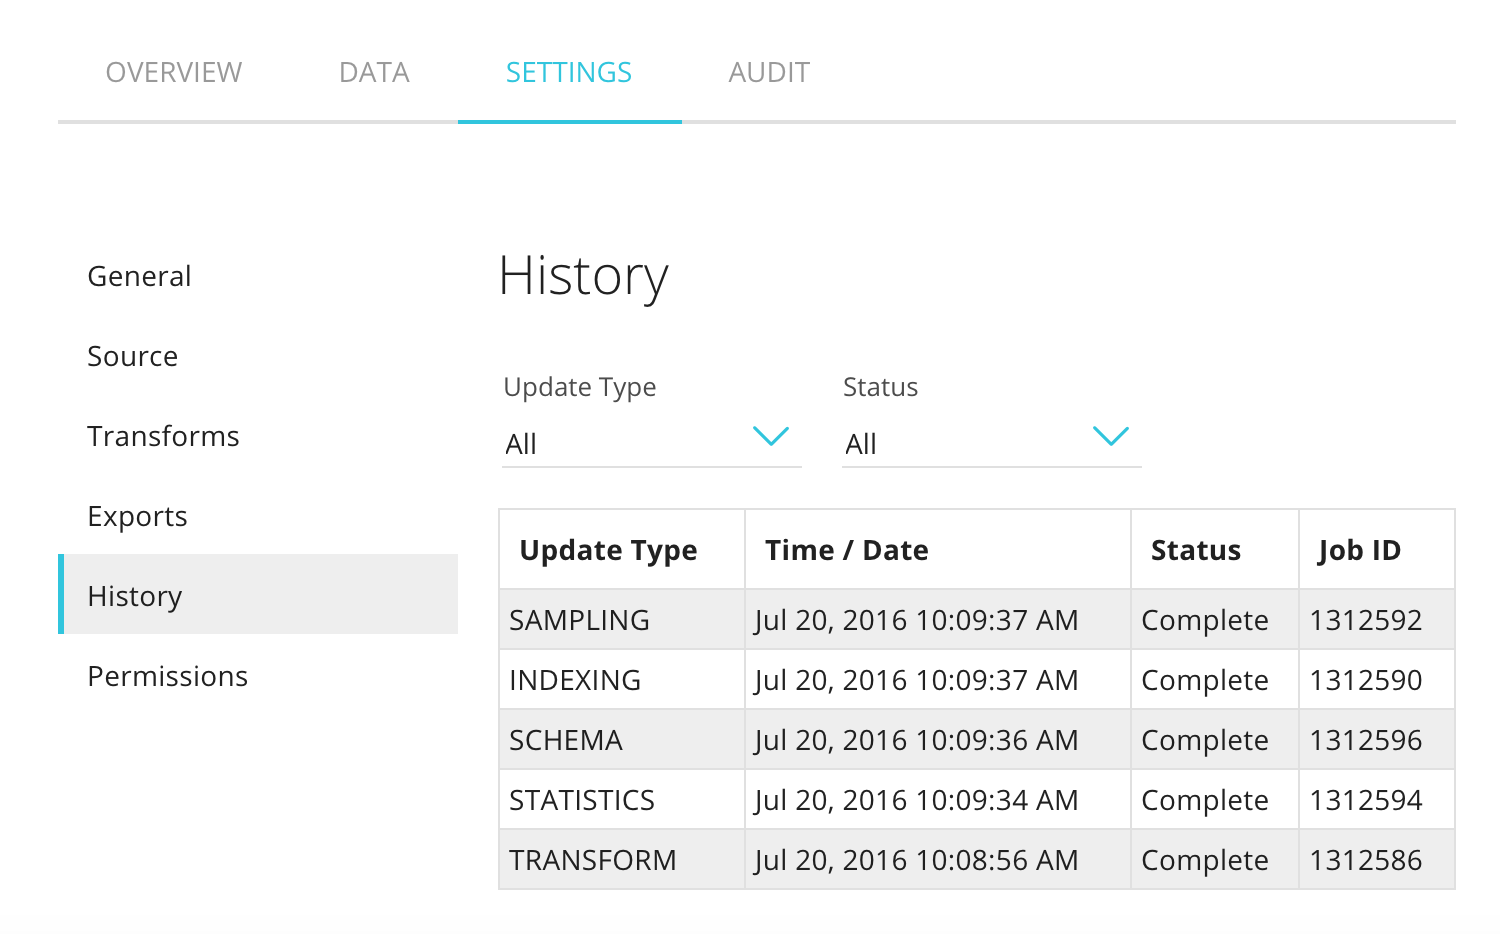 OVERVIEW DATA SETTINGS AUDIT
General
Source
Transforms
Exports
History
Permissions
History
Update Type Status
All All
Update Type Time / Date Status Job ID
SAMPLING Jul 20, 2016 10:09:37 AM Complete 1312592
INDEXING Jul 20, 2016 10:09:37 AM Complete 1312590
SCHEMA Jul 20, 2016 10:09:36 AM Complete 1312596
STATISTICS Jul 20, 2016 10:09:34 AM Complete 1312594
TRANSFORM Jul 20, 2016 10:08:56 AM Complete 1312586